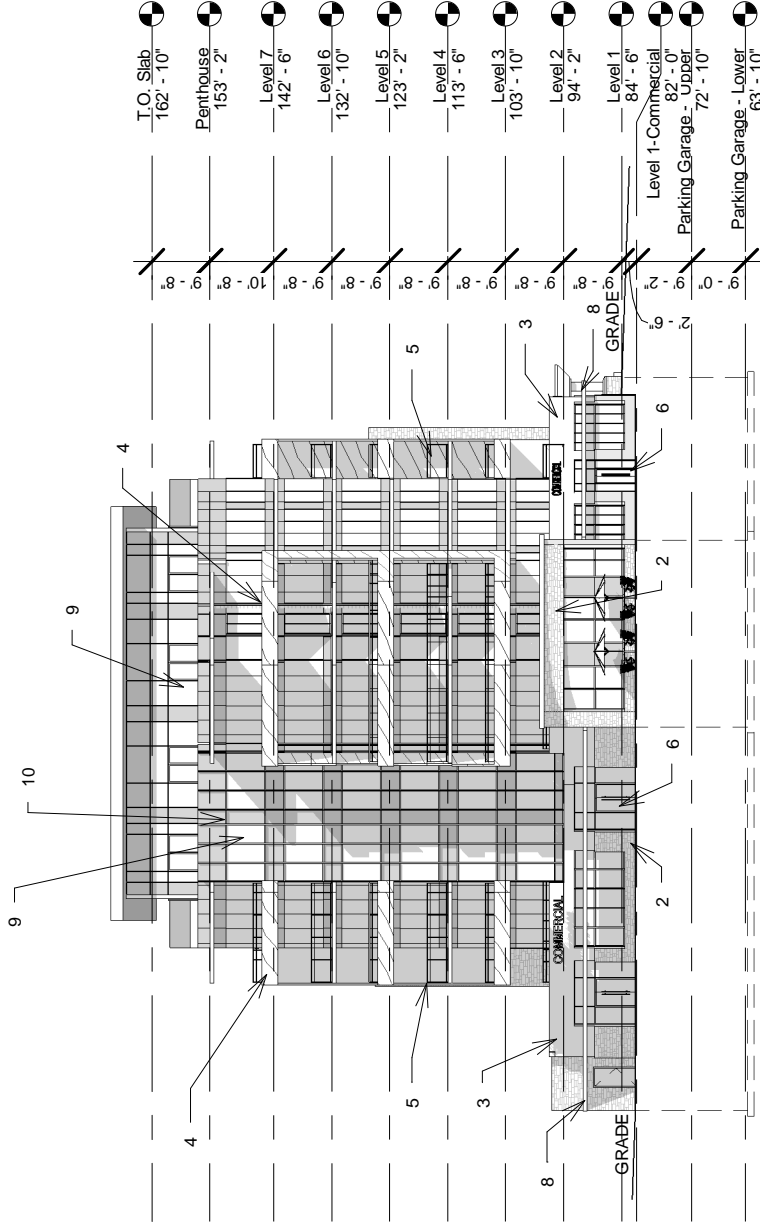 T.O. Slab
162' - 10"
Penthouse
153' - 2"
Level 7
142' - 6"
Level 6
132' - 10"
Level 5
123' - 2"
Level 4
113' - 6"
Level 3
103' - 10"
Level 2
94' - 2"
Level 1
84' - 6"
Level 1-Commercial
82' - 0"
Parking Garage - Upper
72' - 10"
Parking Garage - Lower
63' - 10"
9' - 8"
10' - 8"
9' - 8"
9' - 8"
9' - 8"
9' - 8"
9' - 8"
9' - 8"
2' - 6"
9' - 2"
9' - 0"
GRADE
GRADE
COMMERCIAL
COMMERCIAL
9
10
9
4
5
3
8
6
2
6
2
4
5
3
8